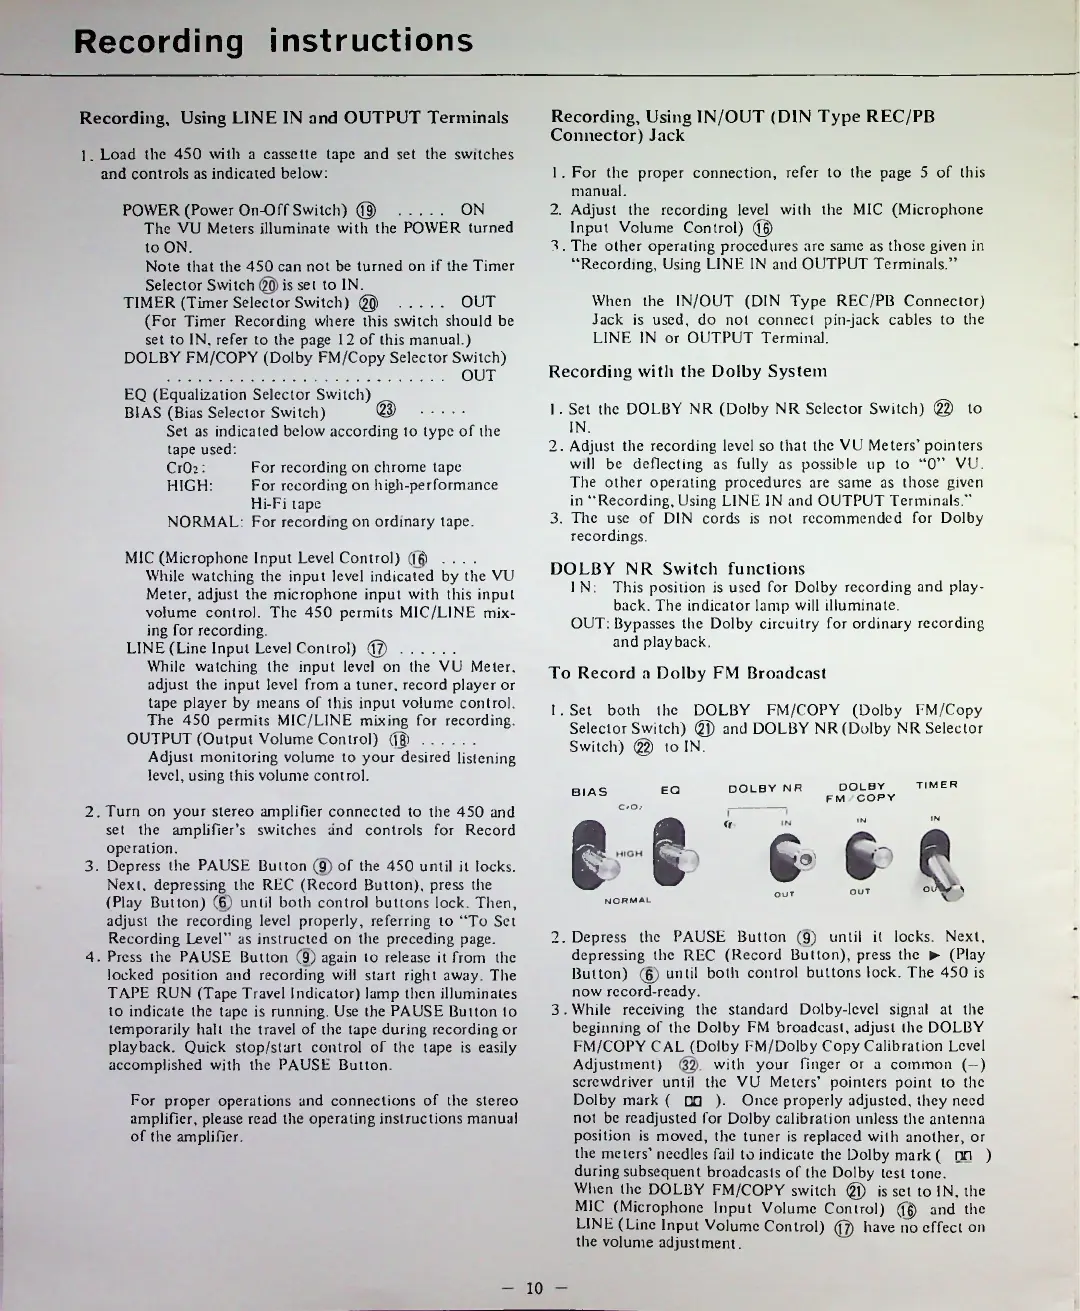 Recording instructions
Recording, Using LINE IN and OUTPUT Terminals
1. Load the 450 with a cassette tape and set the switches
and controls as indicated below:
POWER (Power On-Off Switch) ⑲ ..... ON
The VU Meters illuminate with the POWER turned
to ON.
Note that the 450 can not be turned on if the Timer
Selector Switch ⑳ is set to IN.
TIMER (Timer Selector Switch) ⑳ ..... OUT
(For Timer Recording where this switch should be
set to IN, refer to the page 12 of this manual.)
DOLBY FM/COPY (Dolby FM/Copy Selector Switch)
........................... OUT
EQ (Equalization Selector Switch)
BIAS (Bias Selector Switch) ㉓ .....
Set as indicated below according to type of the
tape used:
CrO2: For recording on chrome tape
HIGH: For recording on high-performance
Hi-Fi tape
NORMAL: For recording on ordinary tape.
MIC (Microphone Input Level Control) ⑯ ....
While watching the input level indicated by the VU
Meter, adjust the microphone input with this input
volume control. The 450 permits MIC/LINE mix-
ing for recording.
LINE (Line Input Level Control) ⑰ ......
While watching the input level on the VU Meter,
adjust the input level from a tuner, record player or
tape player by means of this input volume control.
The 450 permits MIC/LINE mixing for recording.
OUTPUT (Output Volume Control) ⑱ ......
Adjust monitoring volume to your desired listening
level, using this volume control.
2. Turn on your stereo amplifier connected to the 450 and
set the amplifier's switches and controls for Record
operation.
3. Depress the PAUSE Button ⑨ of the 450 until it locks.
Next, depressing the REC (Record Button), press the
(Play Button) ⑥ until both control buttons lock. Then,
adjust the recording level properly, referring to "To Set
Recording Level" as instructed on the preceding page.
4. Press the PAUSE Button ⑨ again to release it from the
locked position and recording will start right away. The
TAPE RUN (Tape Travel Indicator) lamp then illuminates
to indicate the tape is running. Use the PAUSE Button to
temporarily halt the travel of the tape during recording or
playback. Quick stop/start control of the tape is easily
accomplished with the PAUSE Button.
For proper operations and connections of the stereo
amplifier, please read the operating instructions manual
of the amplifier.
Recording, Using IN/OUT (DIN Type REC/PB
Connector) Jack
1. For the proper connection, refer to the page 5 of this
manual.
2. Adjust the recording level with the MIC (Microphone
Input Volume Control) ⑯
3. The other operating procedures are same as those given in
"Recording, Using LINE IN and OUTPUT Terminals."
When the IN/OUT (DIN Type REC/PB Connector)
Jack is used, do not connect pin-jack cables to the
LINE IN or OUTPUT Terminal.
Recording with the Dolby System
1. Set the DOLBY NR (Dolby NR Selector Switch) ㉒ to
IN.
2. Adjust the recording level so that the VU Meters' pointers
will be deflecting as fully as possible up to "0" VU.
The other operating procedures are same as those given
in "Recording, Using LINE IN and OUTPUT Terminals."
3. The use of DIN cords is not recommended for Dolby
recordings.
DOLBY NR Switch functions
IN: This position is used for Dolby recording and play-
back. The indicator lamp will illuminate.
OUT: Bypasses the Dolby circuitry for ordinary recording
and playback.
To Record a Dolby FM Broadcast
1. Set both the DOLBY FM/COPY (Dolby FM/Copy
Selector Switch) ㉑ and DOLBY NR (Dolby NR Selector
Switch) ㉒ to IN.
BIAS EQ DOLBY NR DOLBY FM/COPY TIMER
CrO2 IN IN IN
HIGH
NORMAL OUT OUT OUT
2. Depress the PAUSE Button ⑨ until it locks. Next,
depressing the REC (Record Button), press the ► (Play
Button) ⑥ until both control buttons lock. The 450 is
now record-ready.
3. While receiving the standard Dolby-level signal at the
beginning of the Dolby FM broadcast, adjust the DOLBY
FM/COPY CAL (Dolby FM/Dolby Copy Calibration Level
Adjustment) ㉜ with your finger or a common (−)
screwdriver until the VU Meters' pointers point to the
Dolby mark ( ). Once properly adjusted, they need
not be readjusted for Dolby calibration unless the antenna
position is moved, the tuner is replaced with another, or
the meters' needles fail to indicate the Dolby mark ( )
during subsequent broadcasts of the Dolby test tone.
When the DOLBY FM/COPY switch ㉑ is set to IN, the
MIC (Microphone Input Volume Control) ⑯ and the
LINE (Line Input Volume Control) ⑰ have no effect on
the volume adjustment.
– 10 –